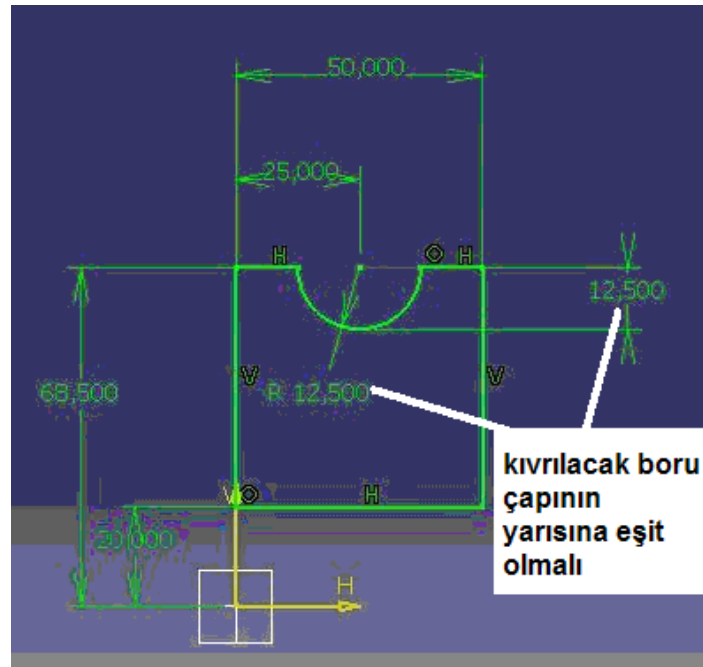 50,000
25,000
H
H
12,500
V
V
68,500
R 12,500
kıvrılacak boru
çapının
yarısına eşit
olmalı
V
H
20,000
H